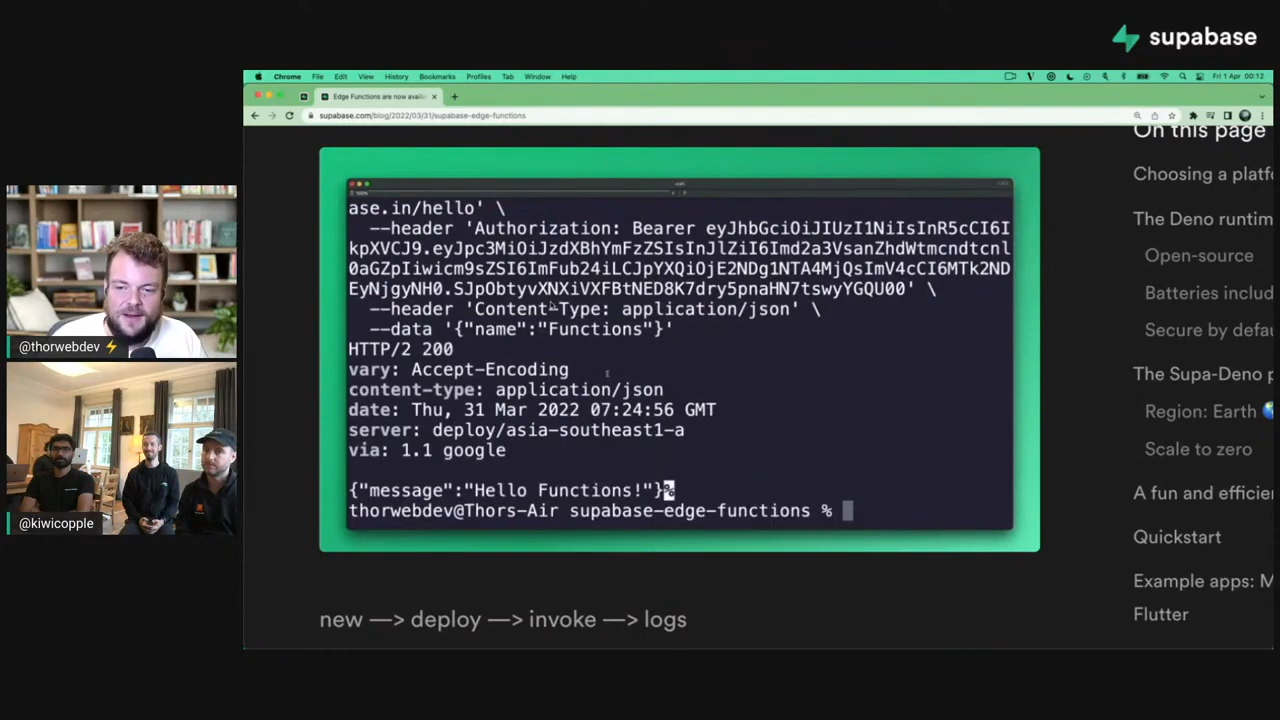 supabase
Chrome File Edit View History Bookmarks Profiles Tab Window Help
Fri 1 Apr 00:12
Edge Functions are now avail
supabase.com/blog/2022/03/31/supabase-edge-functions
On this page
Choosing a platf
The Deno runtim
Open-source
Batteries includ
Secure by defau
The Supa-Deno p
Region: Earth
Scale to zero
A fun and efficien
Quickstart
Example apps: M
Flutter
ase.in/hello' \
--header 'Authorization: Bearer eyJhbGciOiJIUzI1NiIsInR5cCI6I
kpXVCJ9.eyJpc3MiOiJzdXBhYmFzZSIsInJlZiI6Imd2a3VsanZhdWtmcndtcnl
0aGZpIiwicm9sZSI6ImFub24iLCJpYXQiOjE2NDg1NTA4MjQsImV4cCI6MTk2ND
EyNjgyNH0.SJpObtyvXNXiVXFBtNED8K7dry5pnaHN7tswyYGQU00' \
--header 'Content-Type: application/json' \
--data '{"name":"Functions"}'
HTTP/2 200
vary: Accept-Encoding
content-type: application/json
date: Thu, 31 Mar 2022 07:24:56 GMT
server: deploy/asia-southeast1-a
via: 1.1 google
{"message":"Hello Functions!"}%
thorwebdev@Thors-Air supabase-edge-functions %
new —> deploy —> invoke —> logs
@thorwebdev ⚡
@kiwicopple